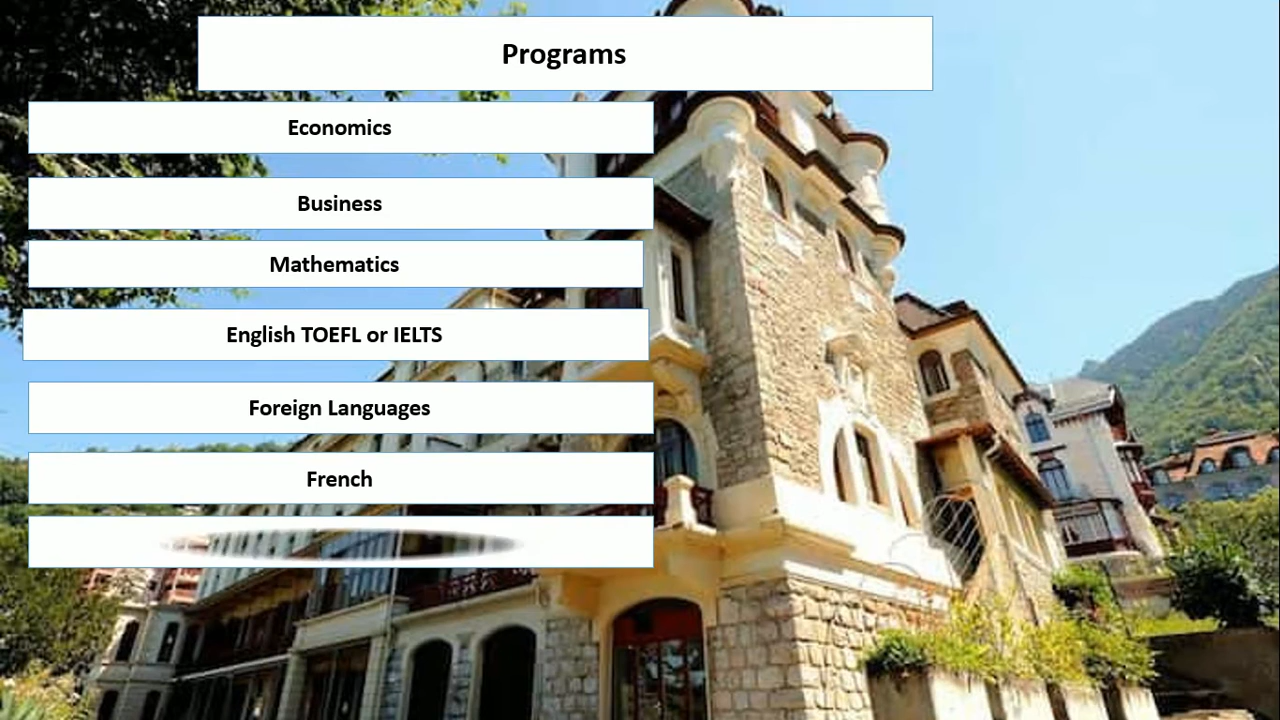 Programs
Economics
Business
Mathematics
English TOEFL or IELTS
Foreign Languages
French